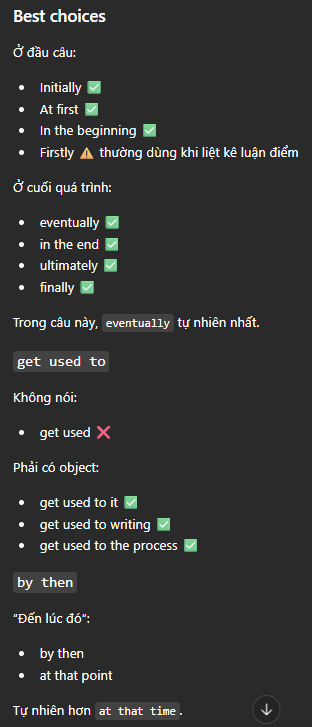 Best choices
Ở đầu câu:
• Initially ✅
• At first ✅
• In the beginning ✅
• Firstly ⚠️ thường dùng khi liệt kê luận điểm
Ở cuối quá trình:
• eventually ✅
• in the end ✅
• ultimately ✅
• finally ✅
Trong câu này, eventually tự nhiên nhất.
get used to
Không nói:
• get used ❌
Phải có object:
• get used to it ✅
• get used to writing ✅
• get used to the process ✅
by then
“Đến lúc đó”:
• by then
• at that point
Tự nhiên hơn at that time.